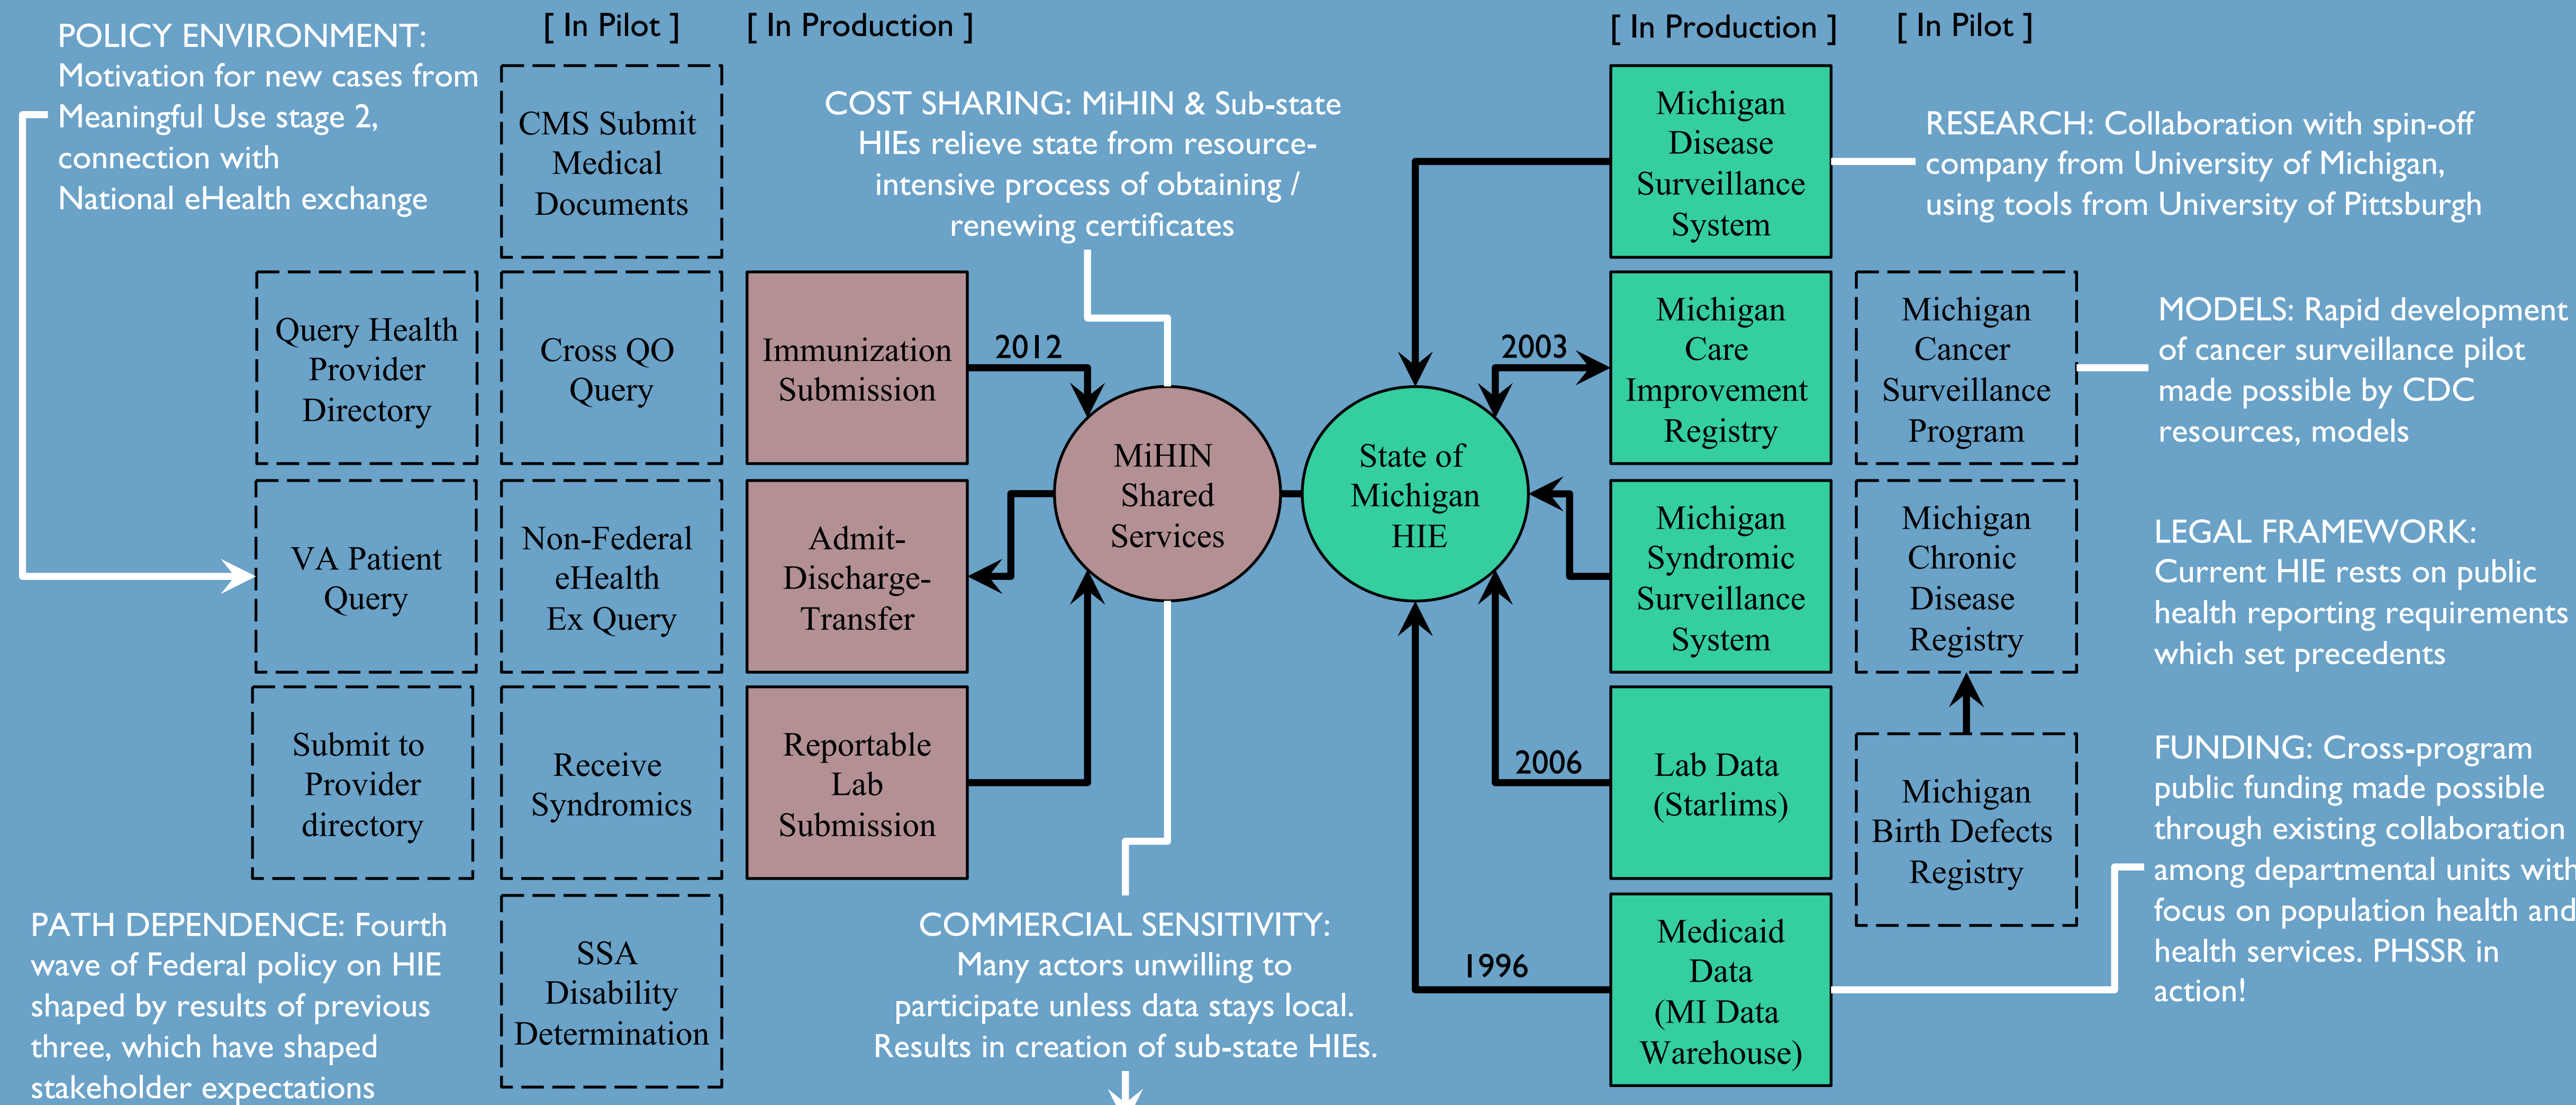 POLICY ENVIRONMENT:
Motivation for new cases from
Meaningful Use stage 2,
connection with
National eHealth exchange
[ In Pilot ]
[ In Production ]
CMS Submit
Medical
Documents
Query Health
Provider
Directory
Cross QO
Query
Immunization
Submission
2012
VA Patient
Query
Non-Federal
eHealth
Ex Query
Admit-
Discharge-
Transfer
Submit to
Provider
directory
Receive
Syndromics
Reportable
Lab
Submission
SSA
Disability
Determination
PATH DEPENDENCE: Fourth
wave of Federal policy on HIE
shaped by results of previous
three, which have shaped
stakeholder expectations
COST SHARING: MiHIN & Sub-state
HIEs relieve state from resource-
intensive process of obtaining /
renewing certificates
MiHIN
Shared
Services
State of
Michigan
HIE
COMMERCIAL SENSITIVITY:
Many actors unwilling to
participate unless data stays local.
Results in creation of sub-state HIEs.
[ In Production ]
[ In Pilot ]
Michigan
Disease
Surveillance
System
2003
Michigan
Care
Improvement
Registry
Michigan
Cancer
Surveillance
Program
Michigan
Syndromic
Surveillance
System
Michigan
Chronic
Disease
Registry
2006
Lab Data
(Starlims)
Michigan
Birth Defects
Registry
1996
Medicaid
Data
(MI Data
Warehouse)
RESEARCH: Collaboration with spin-off
company from University of Michigan,
using tools from University of Pittsburgh
MODELS: Rapid development
of cancer surveillance pilot
made possible by CDC
resources, models
LEGAL FRAMEWORK:
Current HIE rests on public
health reporting requirements
which set precedents
FUNDING: Cross-program
public funding made possible
through existing collaboration
among departmental units with
focus on population health and
health services. PHSSR in
action!